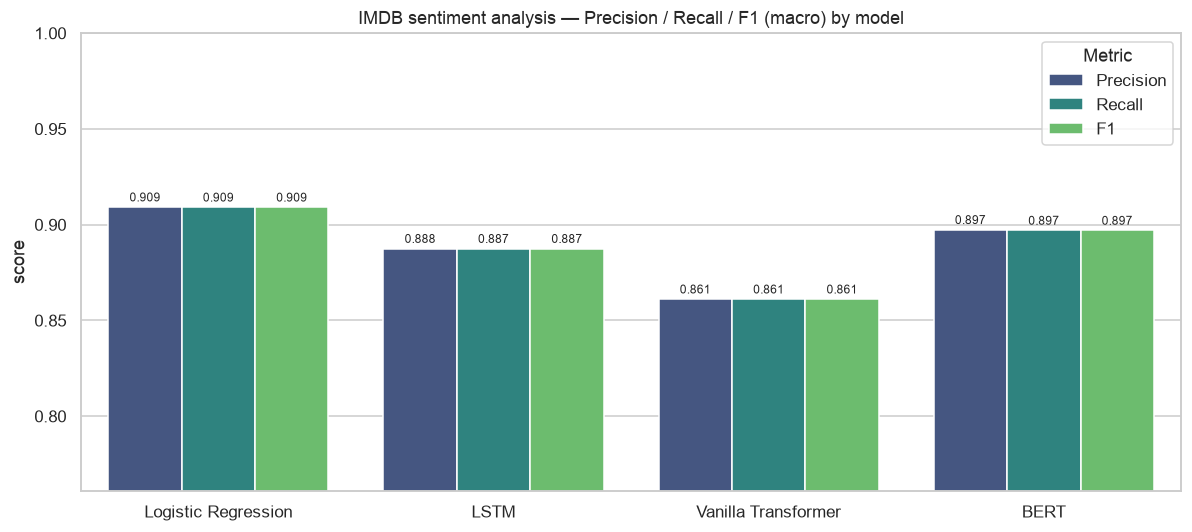 IMDB sentiment analysis — Precision / Recall / F1 (macro) by model
1.00
0.95
0.90
0.85
0.80
score
Metric
Precision
Recall
F1
0.909 0.909 0.909
0.888 0.887 0.887
0.861 0.861 0.861
0.897 0.897 0.897
Logistic Regression LSTM Vanilla Transformer BERT